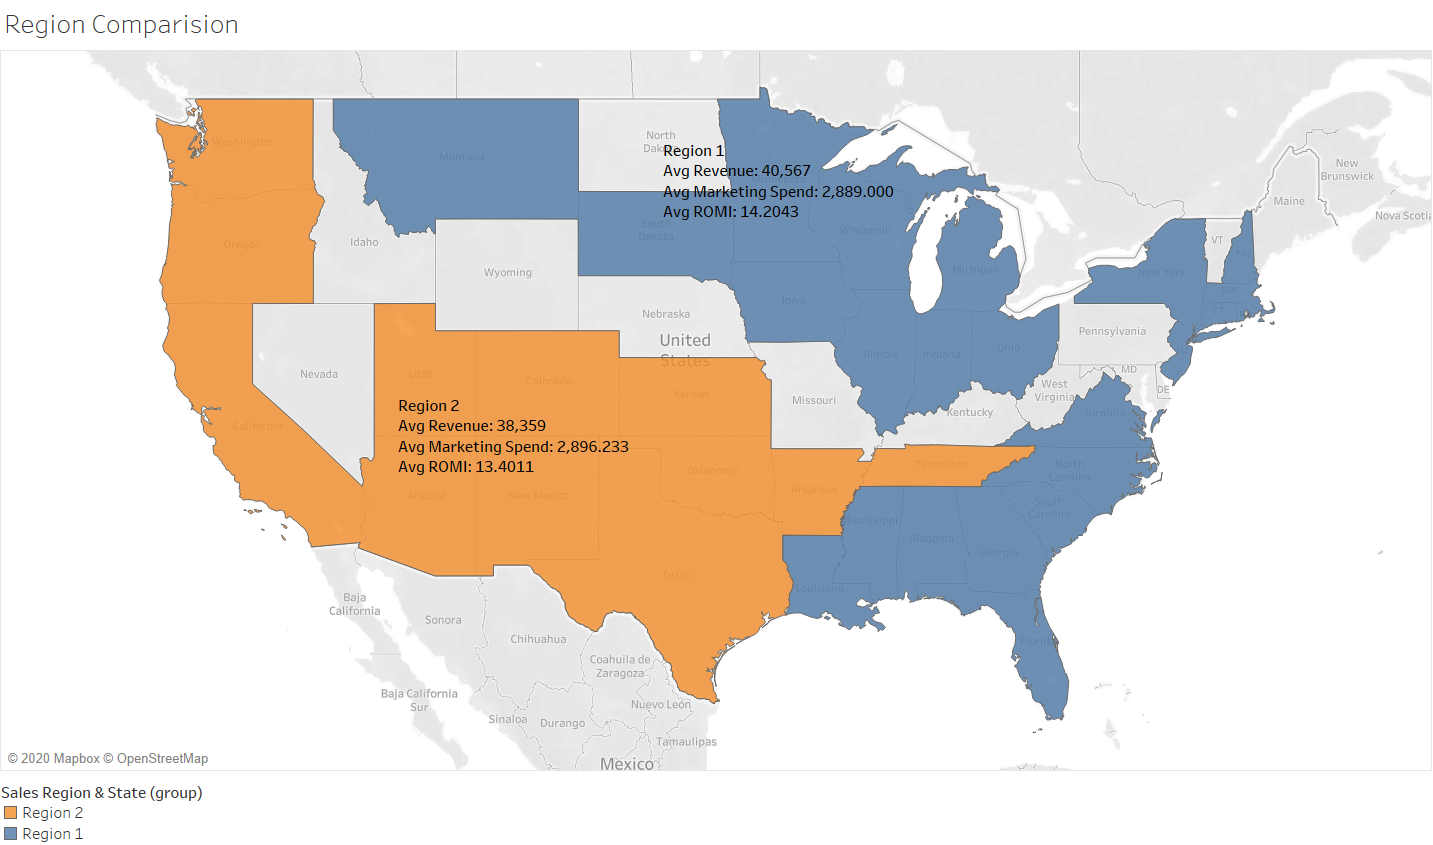 Region Comparision
Washington
Montana
North
Dakota
Region 1
Avg Revenue: 40,567
Avg Marketing Spend: 2,889.000
Avg ROMI: 14.2043
New
Brunswick
Maine
Nova Scotia
Oregon
Idaho
South
Dakota
Wisconsin
VT
NH
Wyoming
Michigan
New York
MA
Iowa
CT
Nebraska
Pennsylvania
United
States
Illinois
Indiana
Ohio
NJ
Nevada
Utah
Colorado
Kansas
Missouri
West
Virginia
MD
DE
Kentucky
Virginia
Region 2
Avg Revenue: 38,359
Avg Marketing Spend: 2,896.233
Avg ROMI: 13.4011
California
Arizona
New Mexico
Oklahoma
Arkansas
Tennessee
North
Carolina
South
Carolina
Mississippi
Alabama
Georgia
Texas
Louisiana
Florida
Baja
California
Sonora
Chihuahua
Coahuila de
Zaragoza
Baja California
Sur
Nuevo León
Sinaloa
Durango
Tamaulipas
Mexico
© 2020 Mapbox © OpenStreetMap
Sales Region & State (group)
Region 2
Region 1